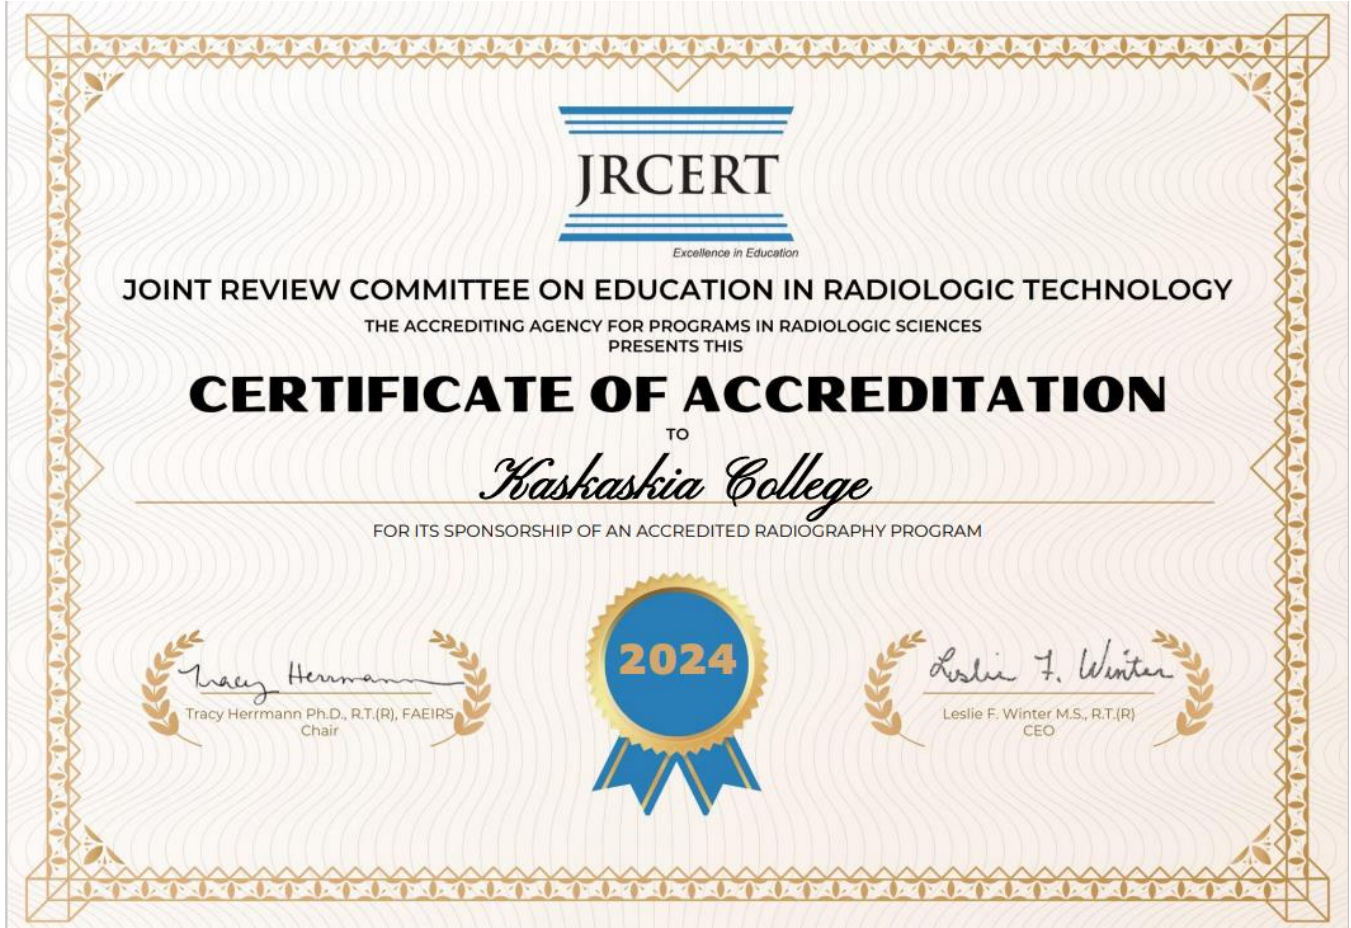 JRCERT
Excellence in Education
JOINT REVIEW COMMITTEE ON EDUCATION IN RADIOLOGIC TECHNOLOGY
THE ACCREDITING AGENCY FOR PROGRAMS IN RADIOLOGIC SCIENCES
PRESENTS THIS
CERTIFICATE OF ACCREDITATION
TO
Kaskaskia College
FOR ITS SPONSORSHIP OF AN ACCREDITED RADIOGRAPHY PROGRAM
2024
Tracy Herrmann
Tracy Herrmann Ph.D., R.T.(R), FAEIRS
Chair
Leslie F. Winter
Leslie F. Winter M.S., R.T.(R)
CEO